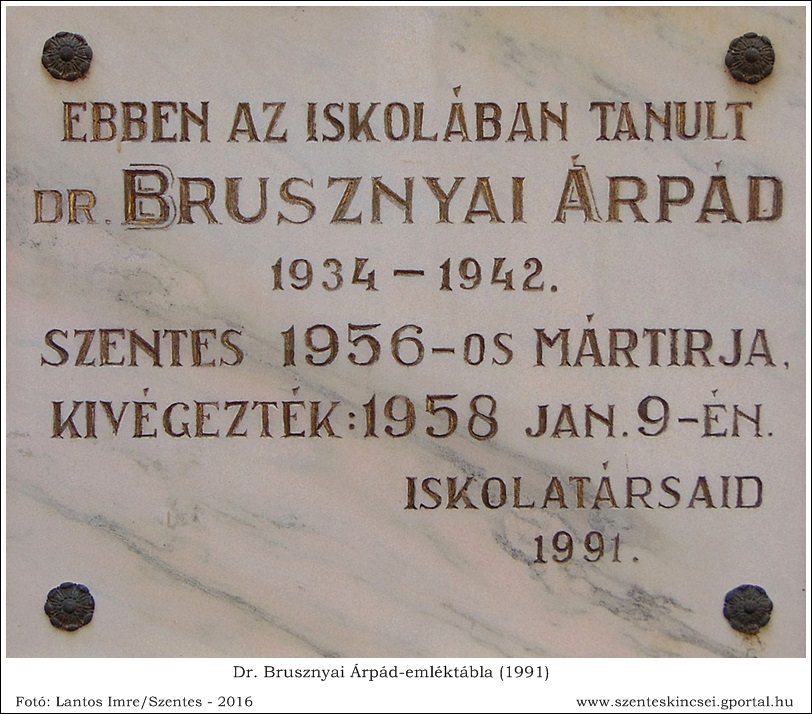 EBBEN AZ ISKOLÁBAN TANULT
DR. BRUSZNYAI ÁRPÁD
1934 – 1942.
SZENTES 1956-OS MÁRTIRJA,
KIVÉGEZTÉK: 1958 JAN. 9-ÉN.
ISKOLATÁRSAID
1991.
Dr. Brusznyai Árpád-emléktábla (1991)
Fotó: Lantos Imre/Szentes - 2016
www.szenteskincsei.gportal.hu